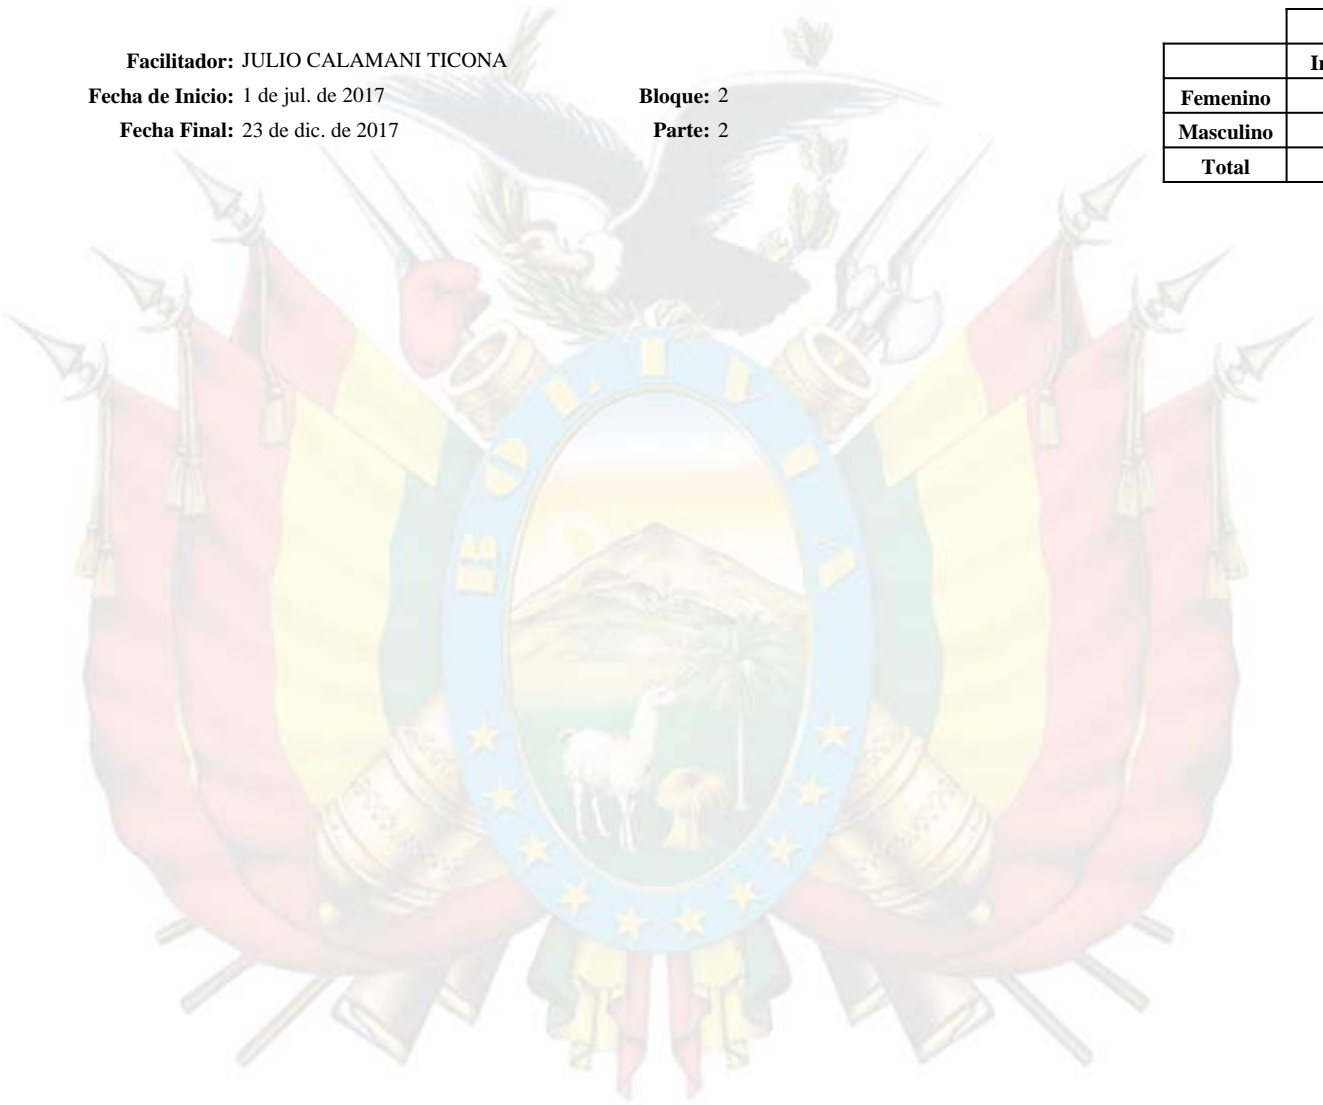 Facilitador: JULIO CALAMANI TICONA
Fecha de Inicio: 1 de jul. de 2017 Bloque: 2
Fecha Final: 23 de dic. de 2017 Parte: 2
Femenino
Masculino
Total
BOLIVIA